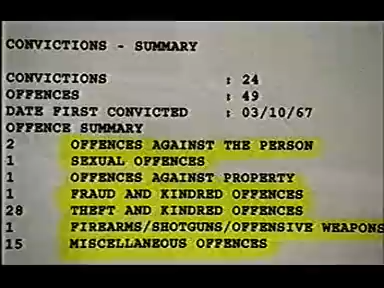 CONVICTIONS - SUMMARY
CONVICTIONS : 24
OFFENCES : 49
DATE FIRST CONVICTED : 03/10/67
OFFENCE SUMMARY
2 OFFENCES AGAINST THE PERSON
1 SEXUAL OFFENCES
1 OFFENCES AGAINST PROPERTY
1 FRAUD AND KINDRED OFFENCES
28 THEFT AND KINDRED OFFENCES
1 FIREARMS/SHOTGUNS/OFFENSIVE WEAPONS
15 MISCELLANEOUS OFFENCES